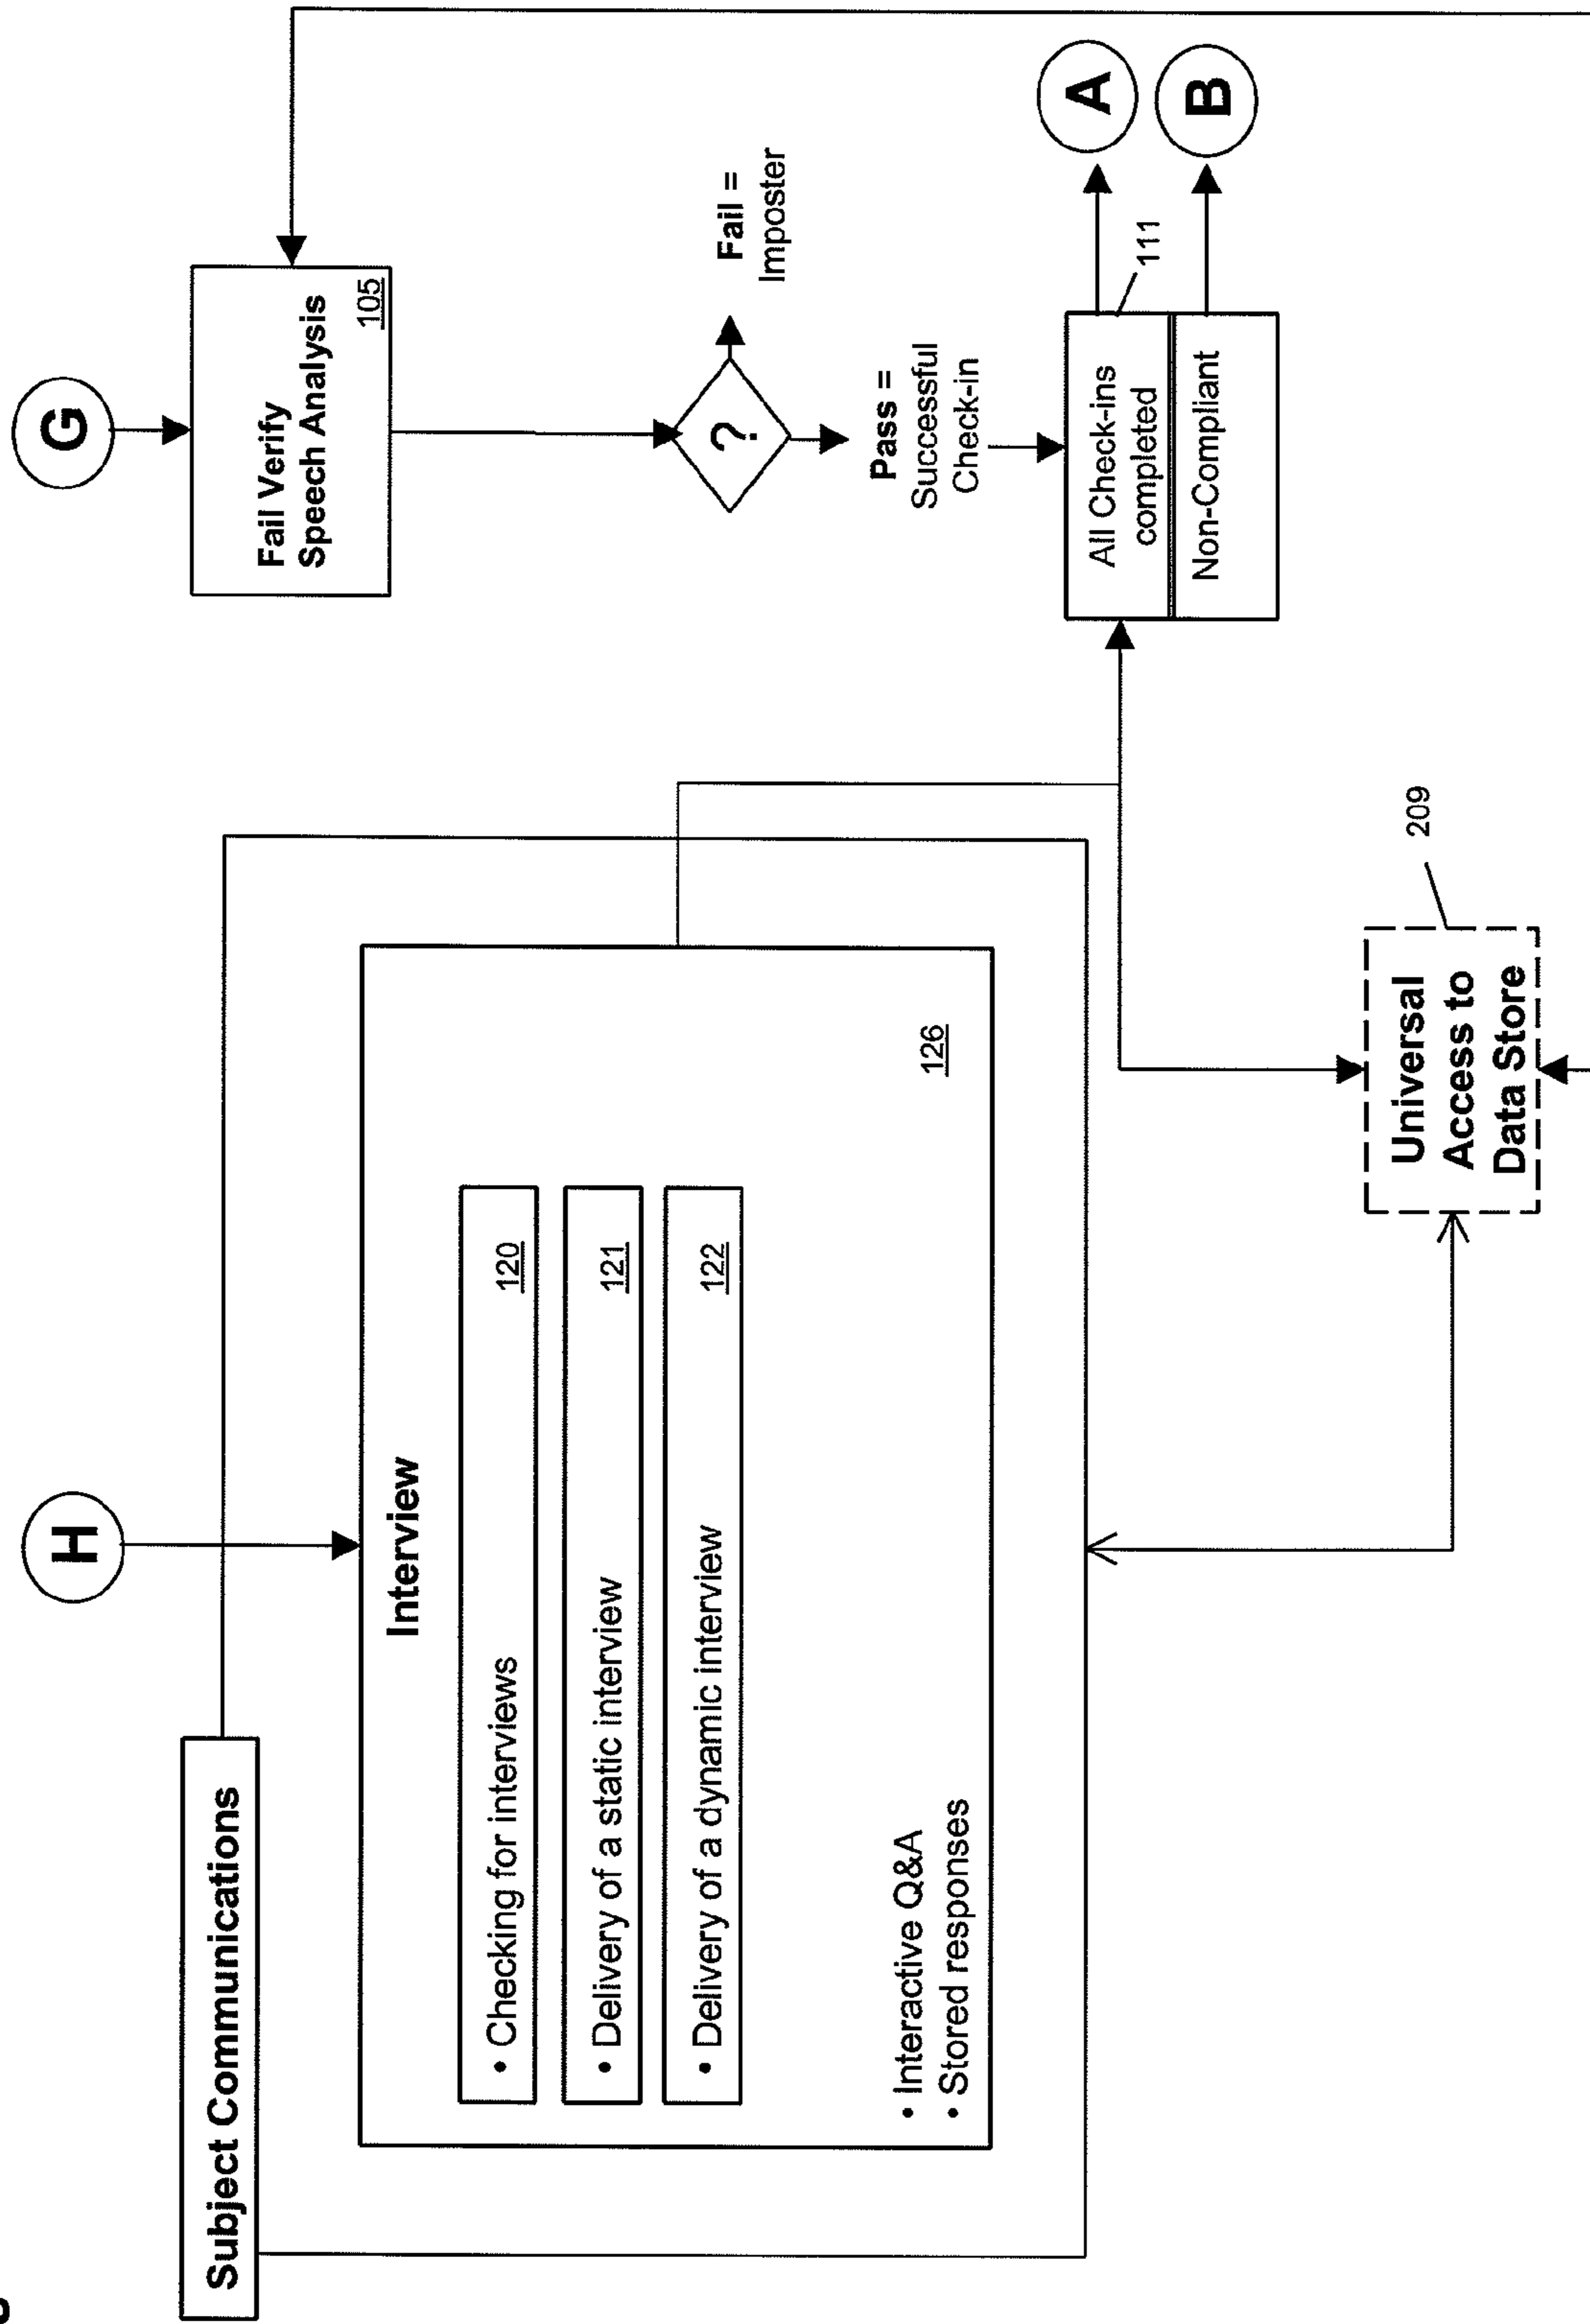 Subject Communications
H
G
Interview
• Checking for interviews
120
• Delivery of a static interview
121
• Delivery of a dynamic interview
122
• Interactive Q&A
• Stored responses
126
Fail Verify
Speech Analysis
105
?
Fail =
Imposter
Pass =
Successful
Check-in
All Check-ins
completed
Non-Compliant
111
A
B
Universal
Access to
Data Store
209